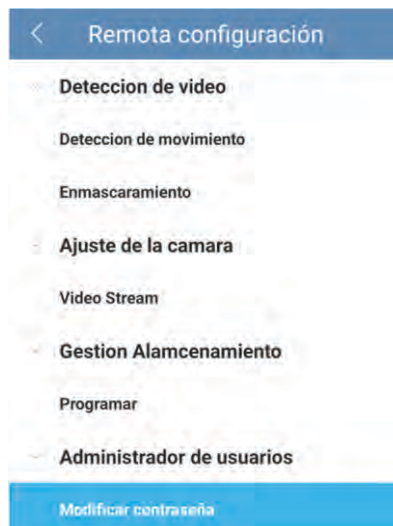 Remota configuración
Deteccion de video
Deteccion de movimiento
Enmascaramiento
Ajuste de la camara
Video Stream
Gestion Alamcenamiento
Programar
Administrador de usuarios
Modificar contraseña